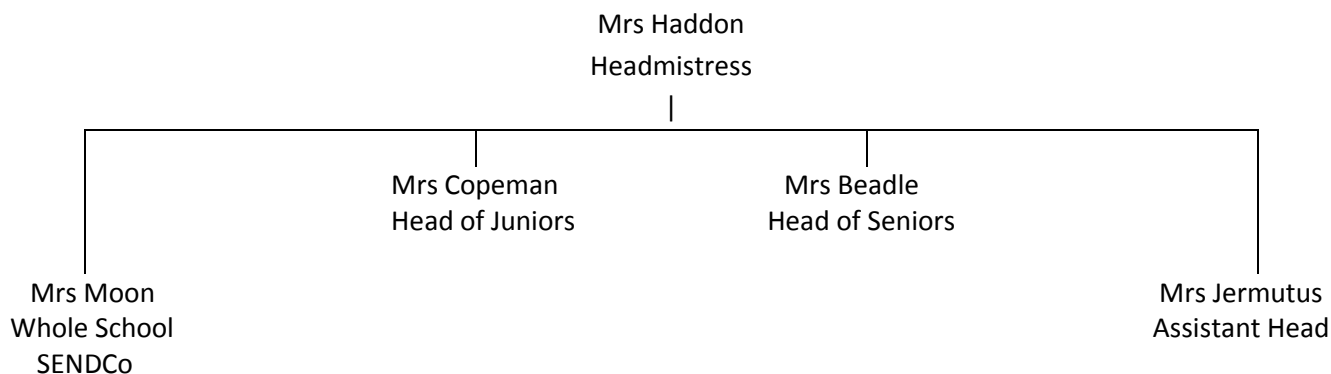 Mrs Haddon
Headmistress
Mrs Copeman
Head of Juniors
Mrs Beadle
Head of Seniors
Mrs Moon
Whole School
SENDCo
Mrs Jermutus
Assistant Head